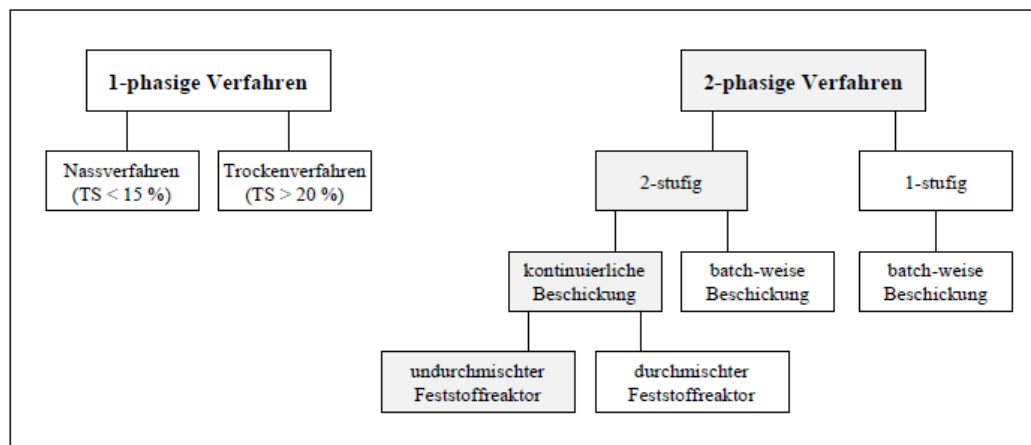 1-phasige Verfahren
2-phasige Verfahren
Nassverfahren
(TS < 15 %)
Trockenverfahren
(TS > 20 %)
2-stufig
1-stufig
kontinuierliche
Beschickung
batch-weise
Beschickung
batch-weise
Beschickung
undurchmischter
Feststoffreaktor
durchmischter
Feststoffreaktor